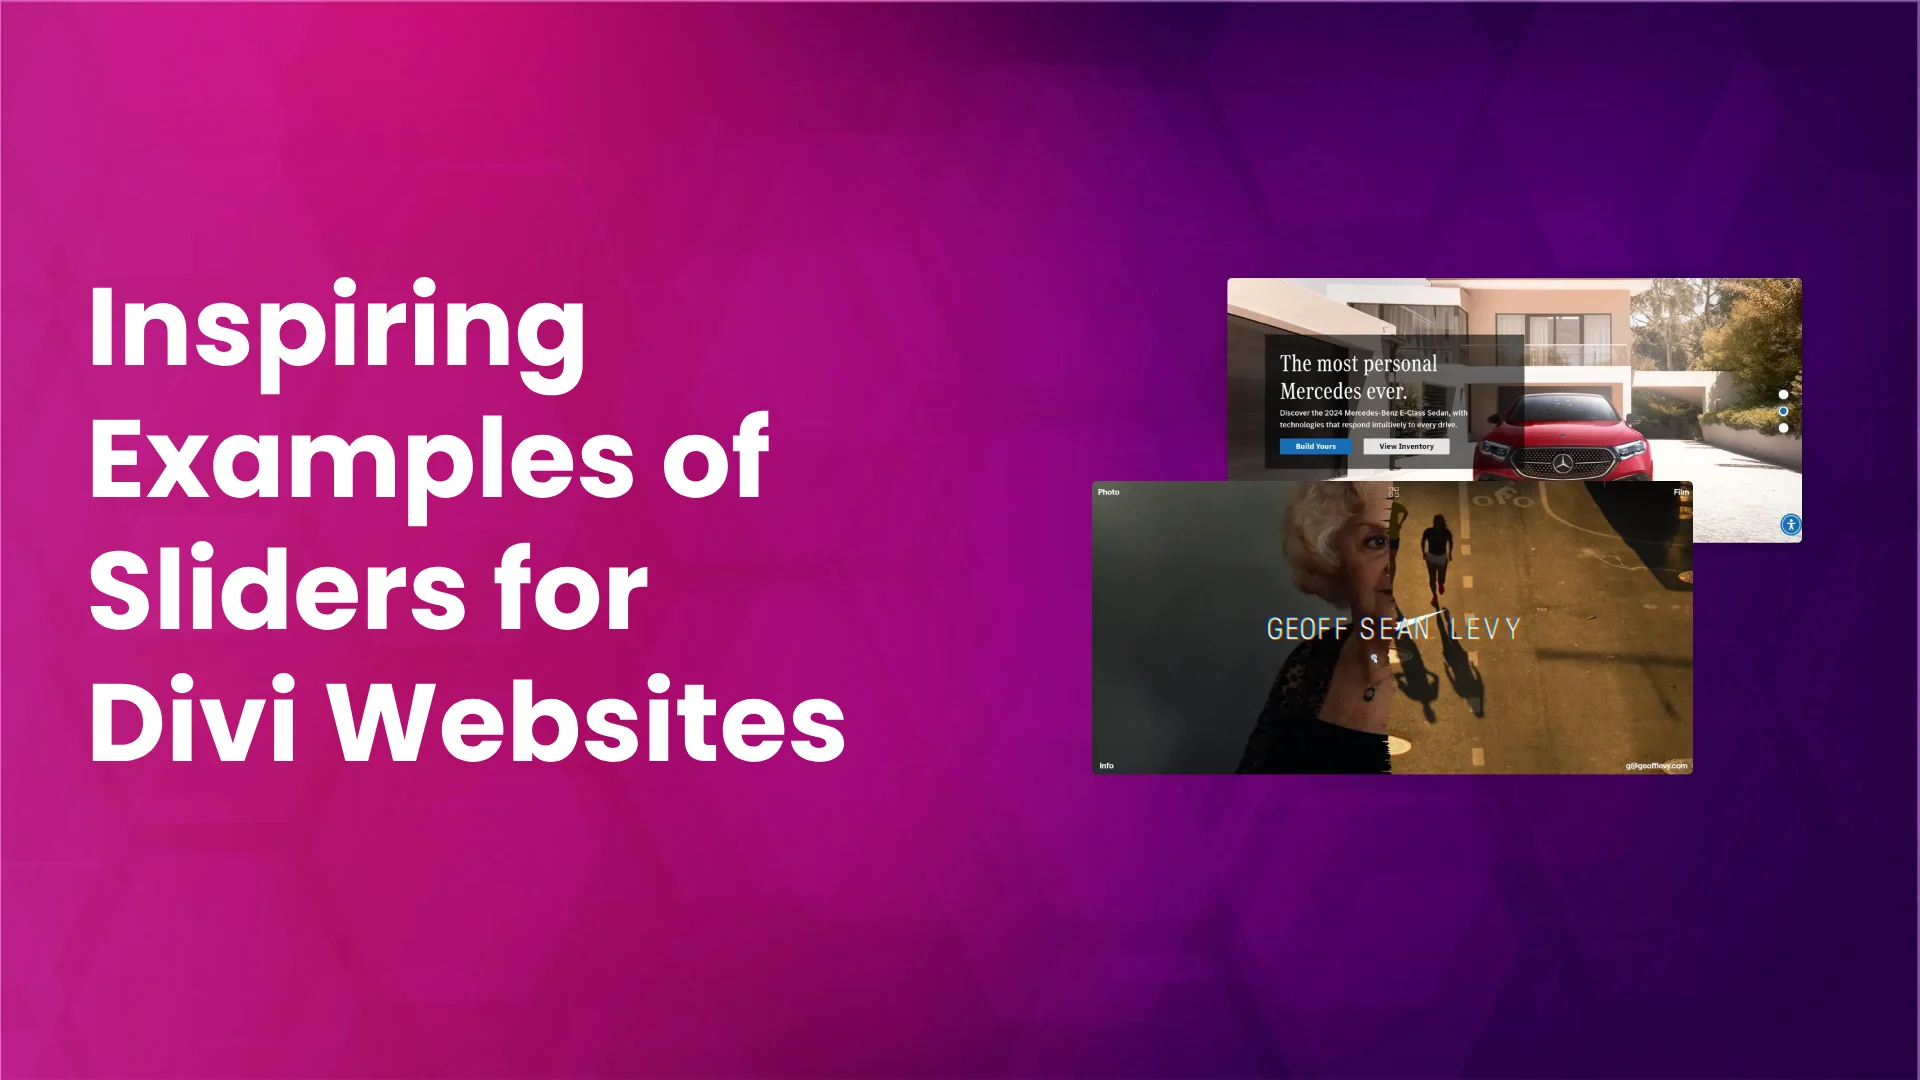 Inspiring
Examples of
Sliders for
Divi Websites
The most personal
Mercedes ever.
Discover the 2024 Mercedes-Benz E-Class Sedan, with
technologies that respond intuitively to every drive.
Build Yours View Inventory
Photo Film
GEOFF SEAN LEVY
Info g@geofflevy.com